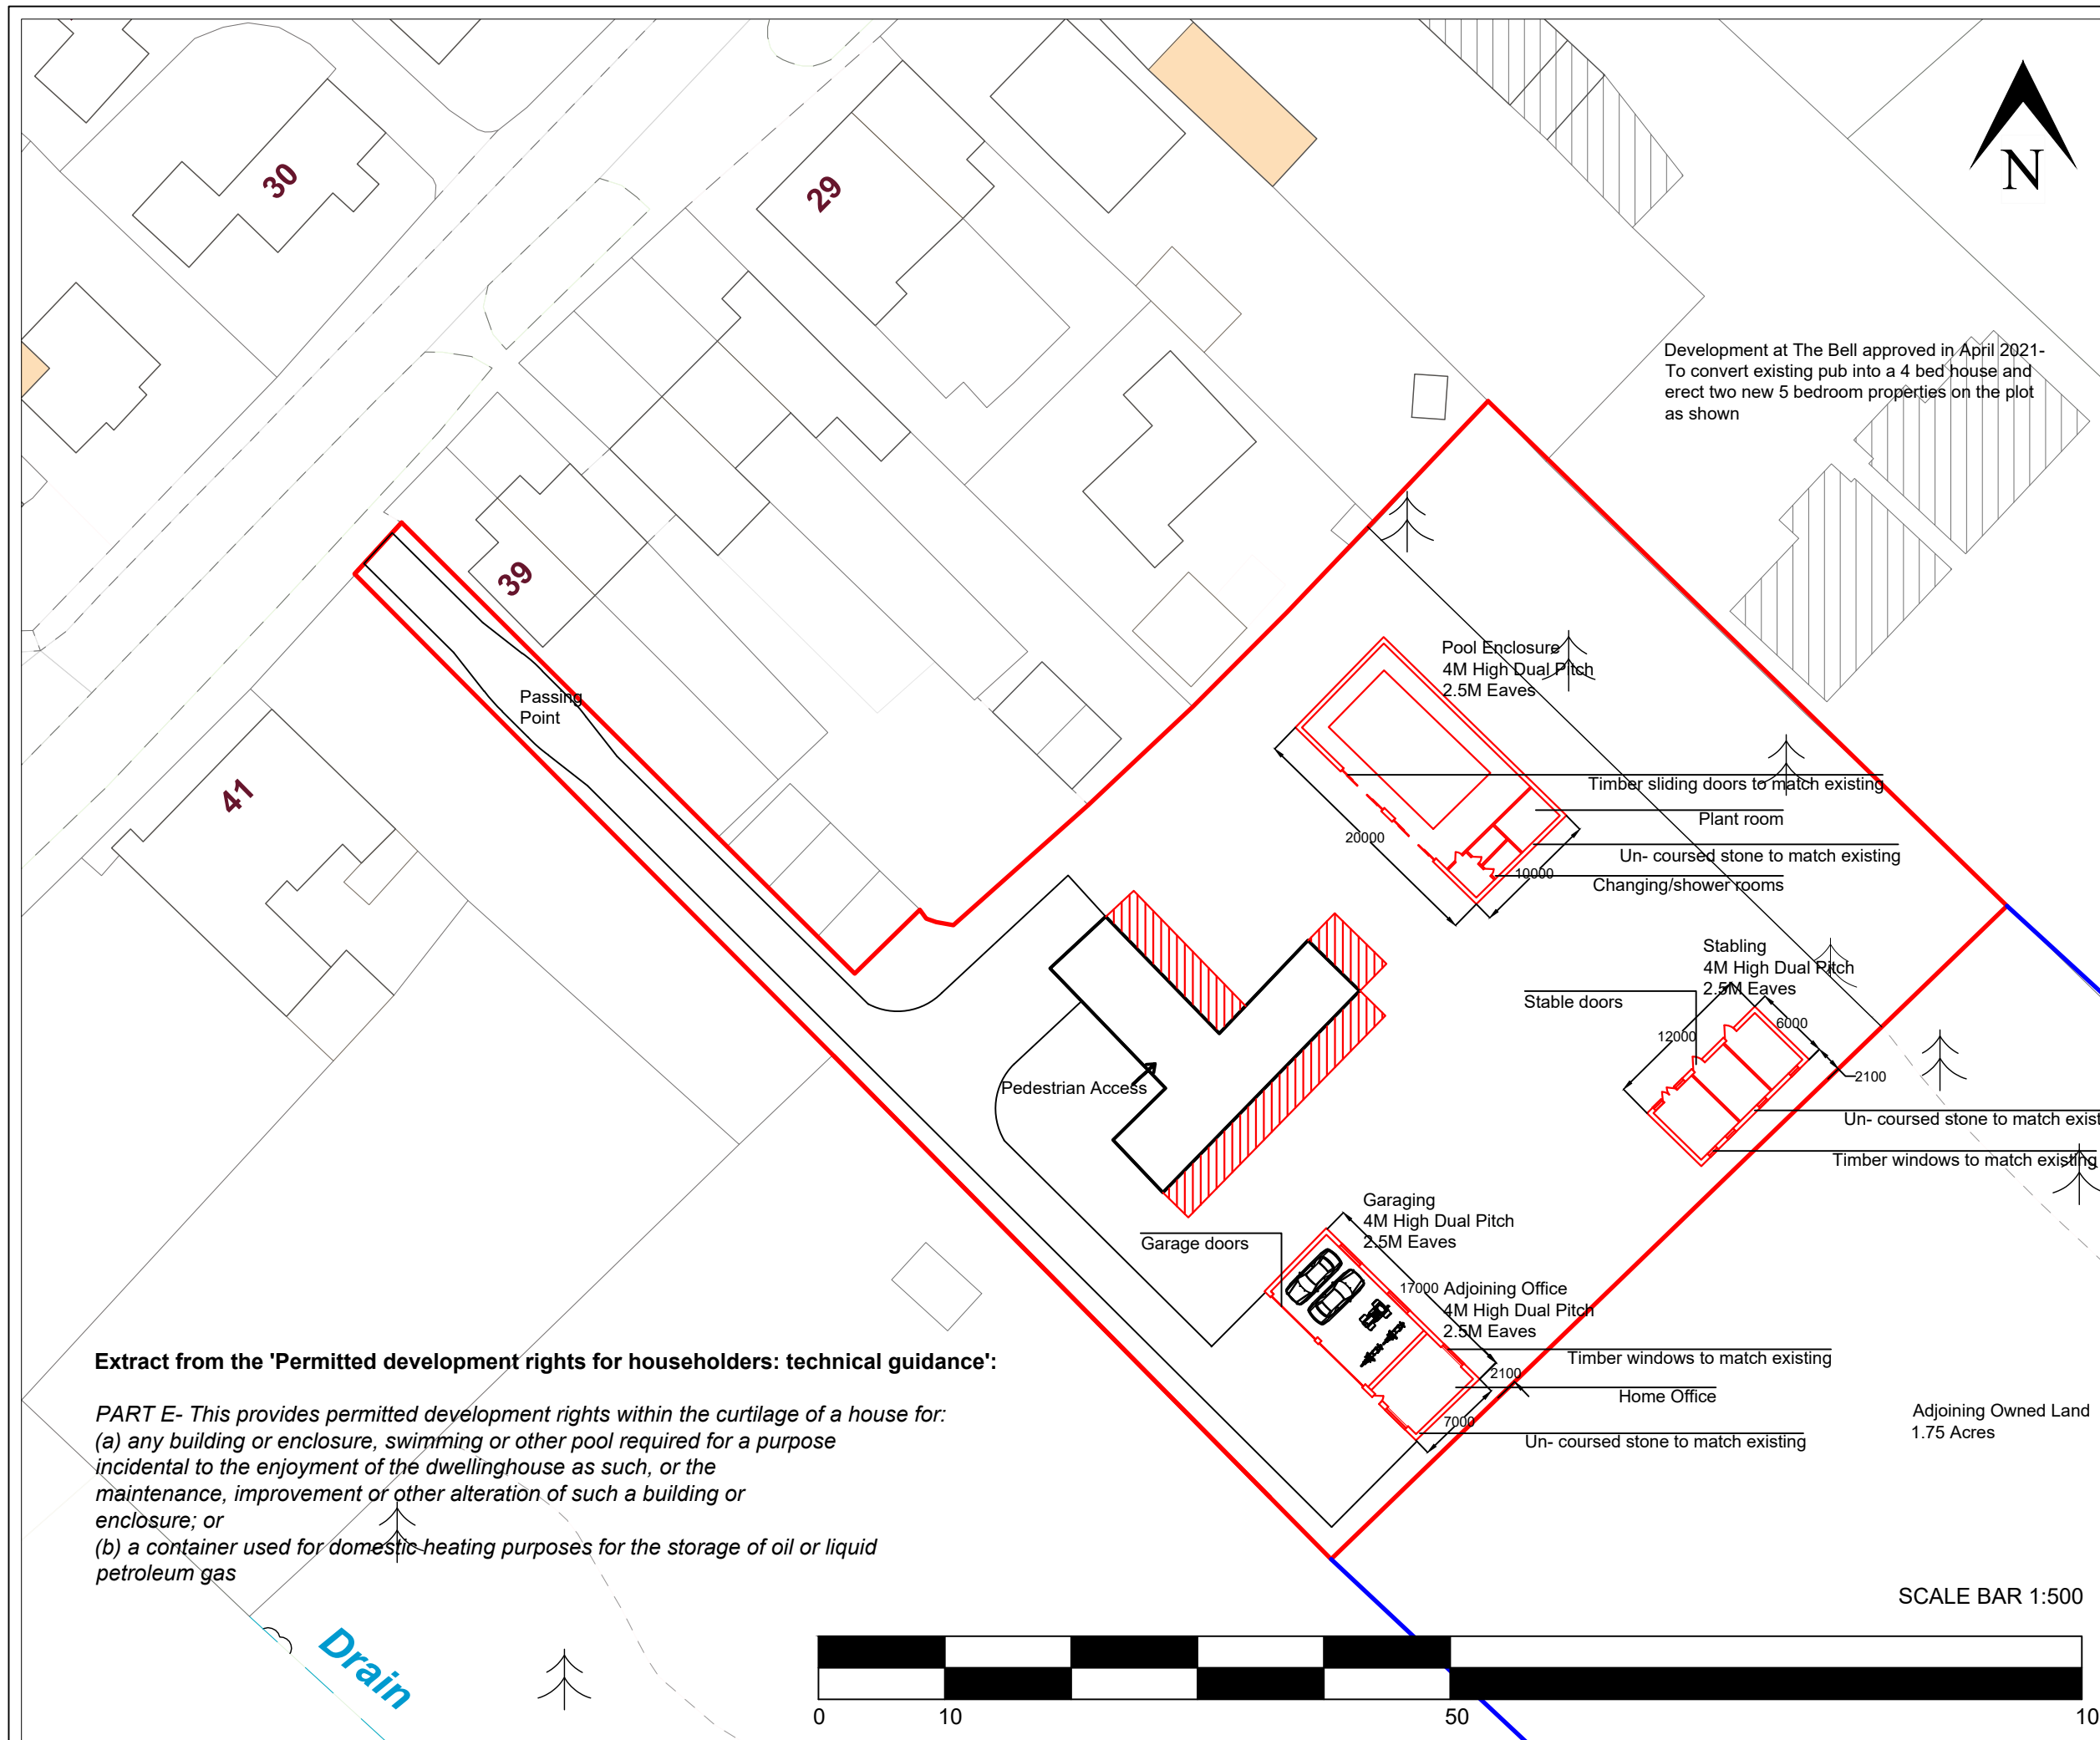 30
29
N
Development at The Bell approved in April 2021-
To convert existing pub into a 4 bed house and
erect two new 5 bedroom properties on the plot
as shown
39
Passing
Point
41
Pool Enclosure
4M High Dual Pitch
2.5M Eaves
Timber sliding doors to match existing
Plant room
20000
Un- coursed stone to match existing
10000
Changing/shower rooms
Stabling
4M High Dual Pitch
2.5M Eaves
Stable doors
12000
6000
2100
Pedestrian Access
Un- coursed stone to match exist
Timber windows to match existing
Garaging
4M High Dual Pitch
2.5M Eaves
Garage doors
17000
Adjoining Office
4M High Dual Pitch
2.5M Eaves
Timber windows to match existing
2100
Home Office
7000
Un- coursed stone to match existing
Adjoining Owned Land
1.75 Acres
Extract from the 'Permitted development rights for householders: technical guidance':
PART E- This provides permitted development rights within the curtilage of a house for:
(a) any building or enclosure, swimming or other pool required for a purpose
incidental to the enjoyment of the dwellinghouse as such, or the
maintenance, improvement or other alteration of such a building or
enclosure; or
(b) a container used for domestic heating purposes for the storage of oil or liquid
petroleum gas
Drain
SCALE BAR 1:500
0 10 50 10